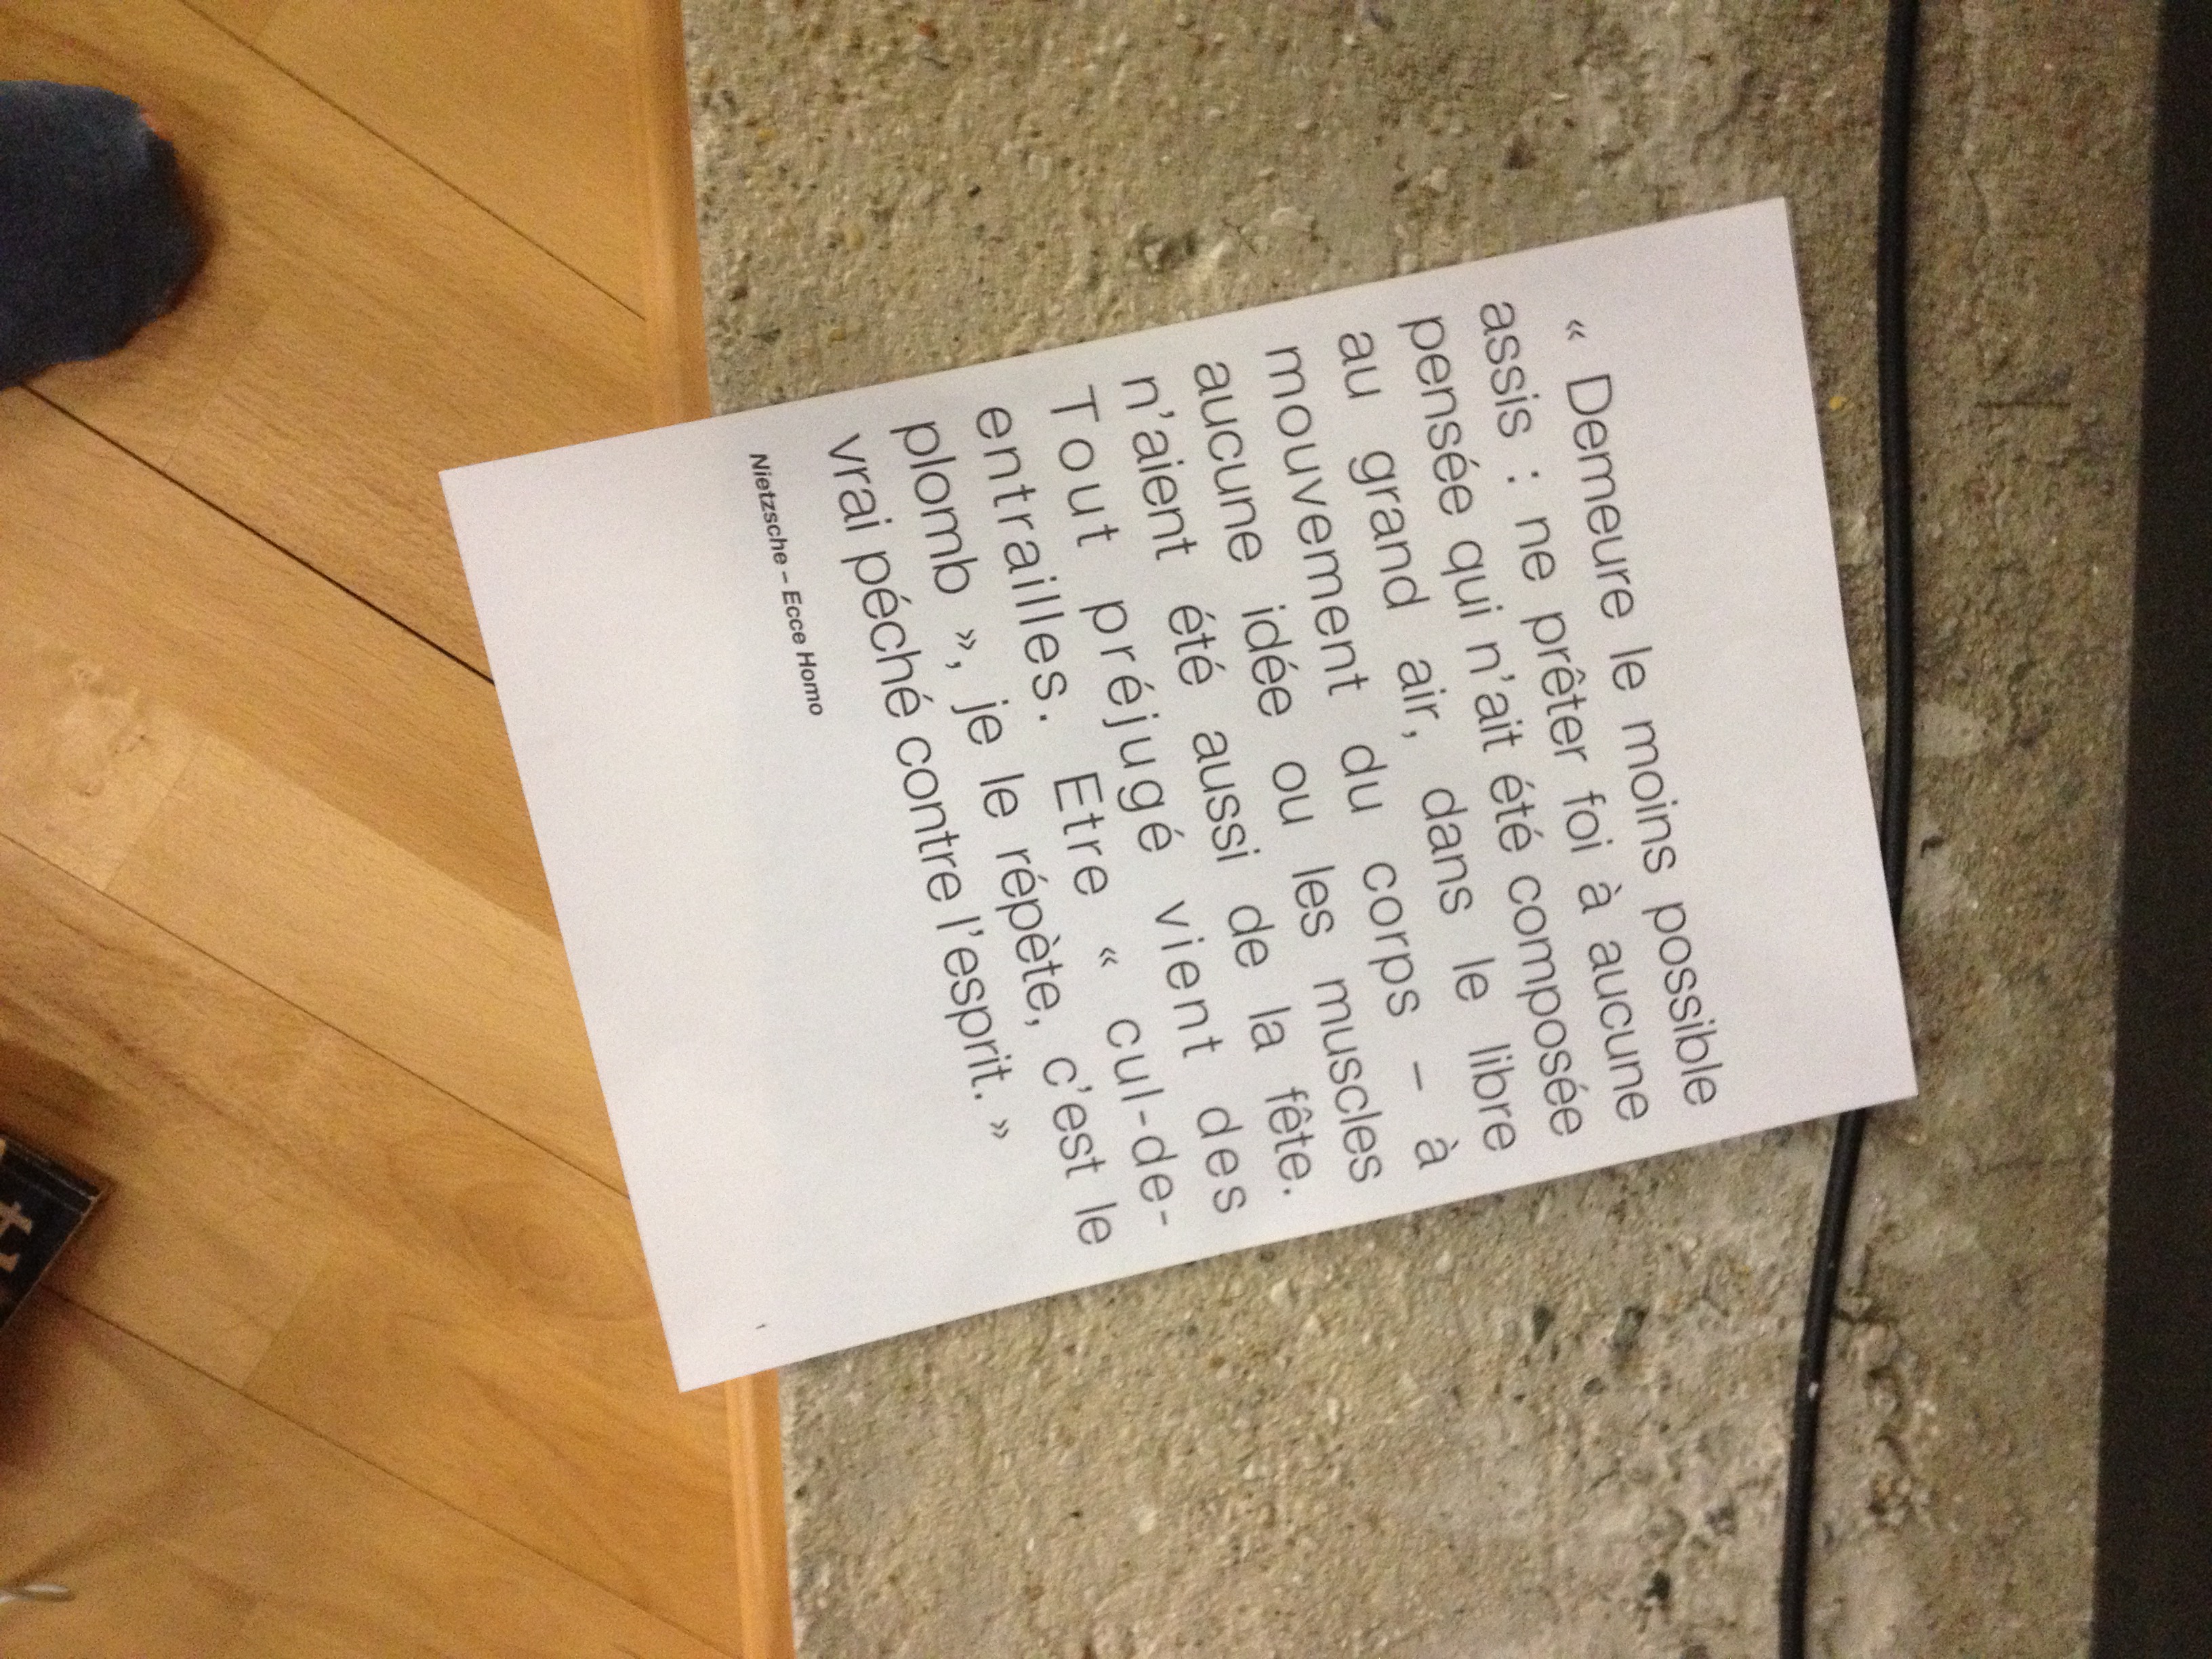 « Demeure le moins possible
assis : ne prêter foi à aucune
pensée qui n'ait été composée
au grand air, dans le libre
mouvement du corps – à
aucune idée ou les muscles
n'aient été aussi de la fête.
Tout préjugé vient des
entrailles. Etre « cul-de-
plomb », je le répète, c'est le
vrai péché contre l'esprit. »
Nietzsche – Ecce Homo